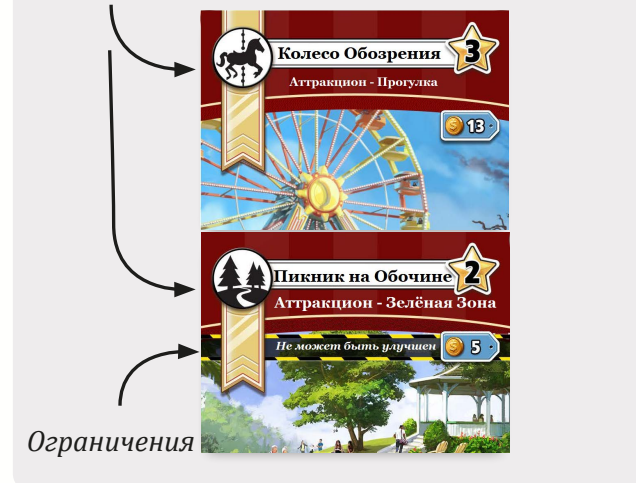 Колесо Обозрения
3
Аттракцион - Прогулка
13
Пикник на Обочине
2
Аттракцион - Зелёная Зона
Не может быть улучшен
5
Ограничения